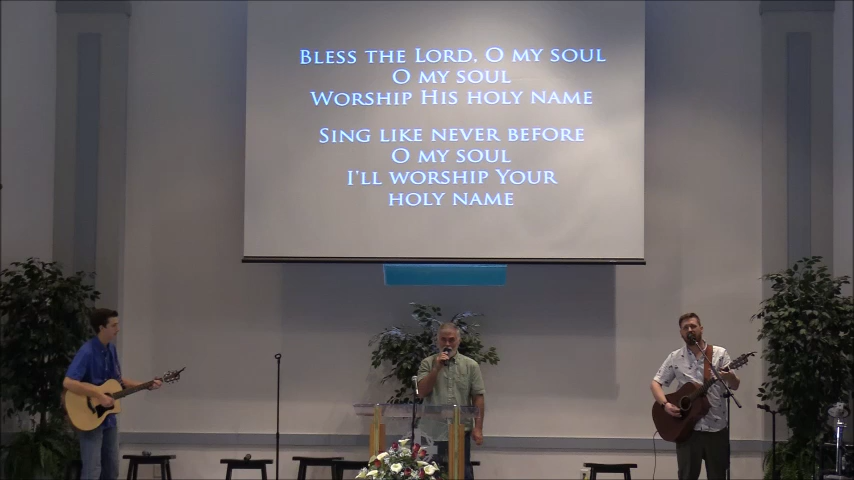 Bless the Lord, O my soul
O my soul
Worship His holy name
Sing like never before
O my soul
I'll worship Your
holy name